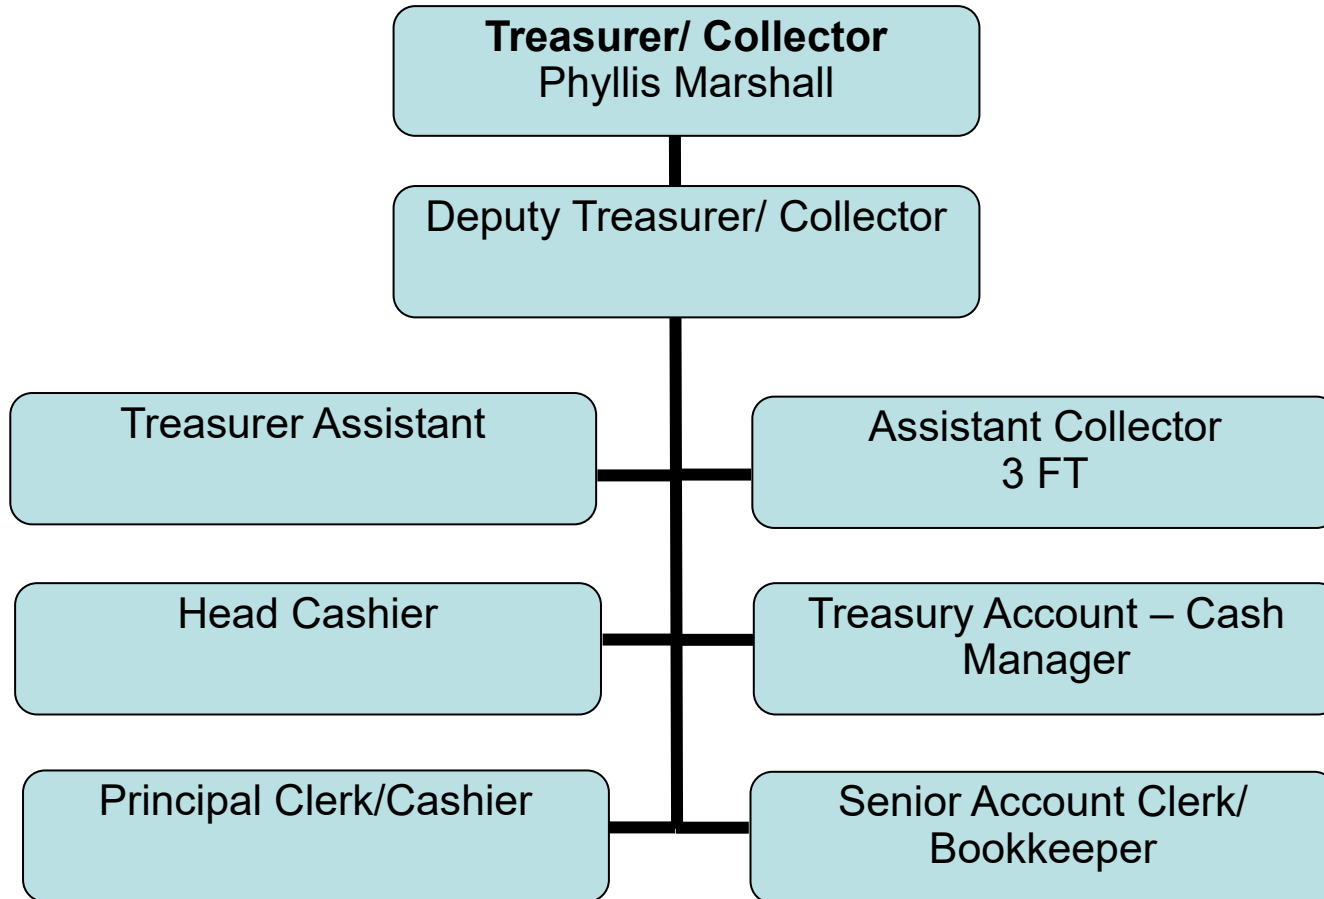 Treasurer/ Collector
Phyllis Marshall
Deputy Treasurer/ Collector
Treasurer Assistant
Assistant Collector
3 FT
Head Cashier
Treasury Account – Cash
Manager
Principal Clerk/Cashier
Senior Account Clerk/
Bookkeeper